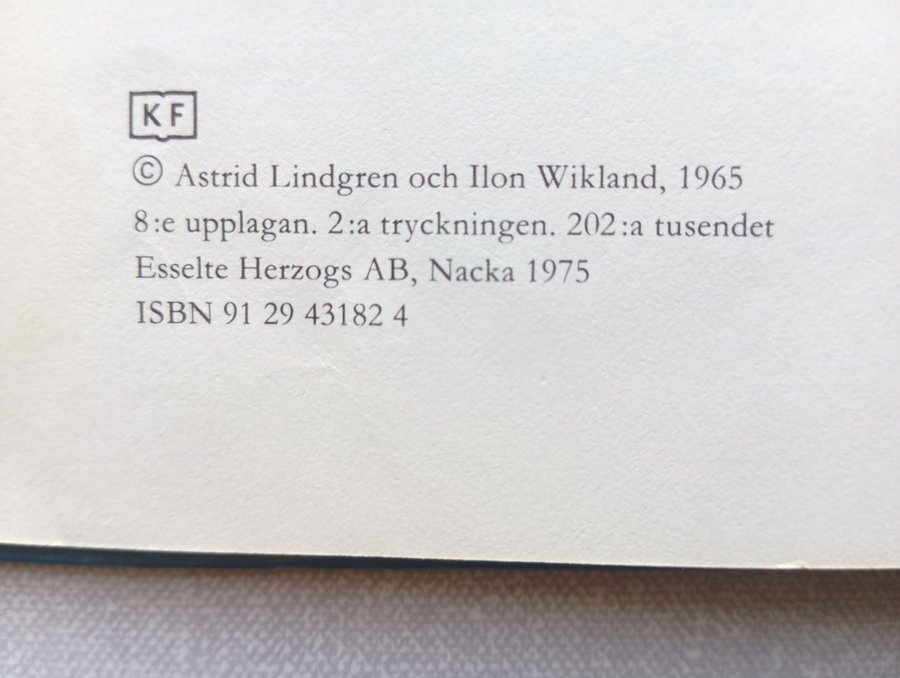 KF
© Astrid Lindgren och Ilon Wikland, 1965
8:e upplagan. 2:a tryckningen. 202:a tusendet
Esselte Herzogs AB, Nacka 1975
ISBN 91 29 43182 4